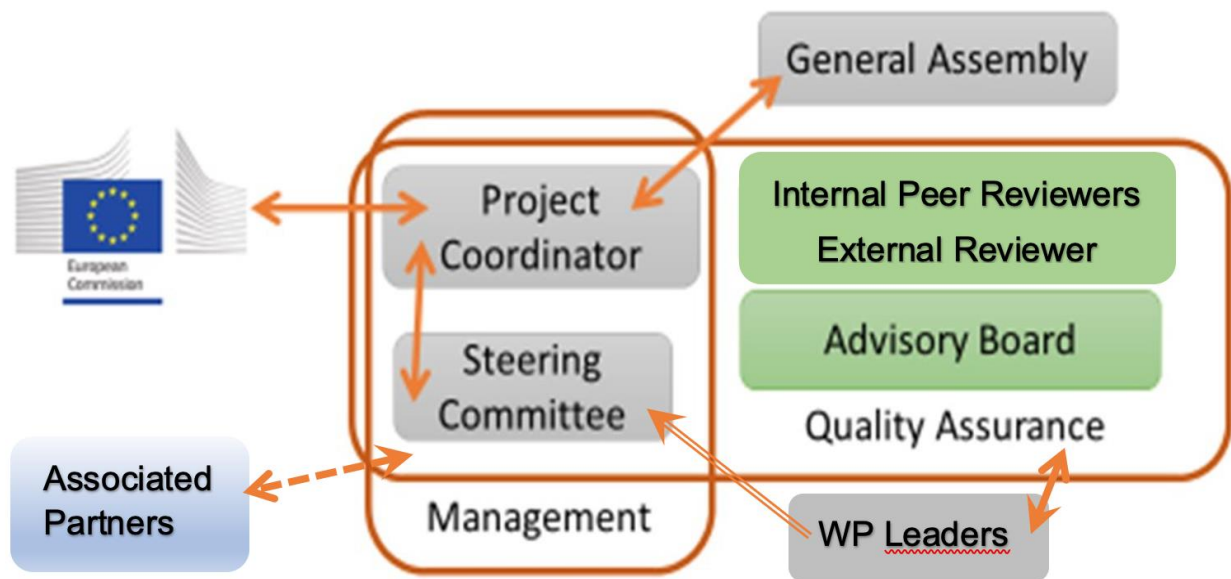 General Assembly
European
Commission
Project
Coordinator
Internal Peer Reviewers
External Reviewer
Advisory Board
Steering
Committee
Quality Assurance
Associated
Partners
Management
WP Leaders